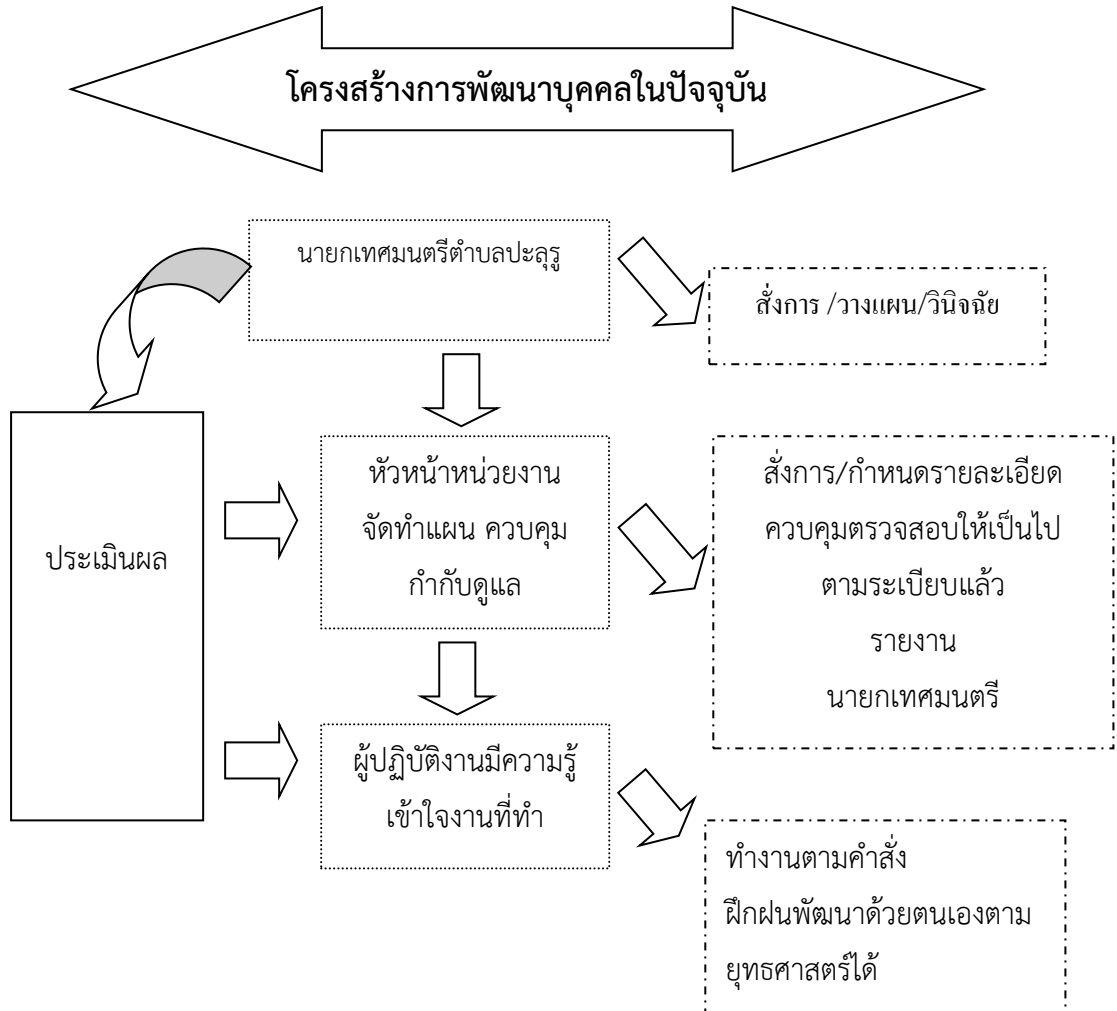 โครงสร้างการพัฒนาบุคคลในปัจจุบัน
นายกเทศมนตรีตำบลปะลุรู
สั่งการ /วางแผน/วินิจฉัย
ประเมินผล
หัวหน้าหน่วยงาน
จัดทำแผน ควบคุม
กำกับดูแล
สั่งการ/กำหนดรายละเอียด
ควบคุมตรวจสอบให้เป็นไป
ตามระเบียบแล้ว
รายงาน
นายกเทศมนตรี
ผู้ปฏิบัติงานมีความรู้
เข้าใจงานที่ทำ
ทำงานตามคำสั่ง
ฝึกฝนพัฒนาด้วยตนเองตาม
ยุทธศาสตร์ได้